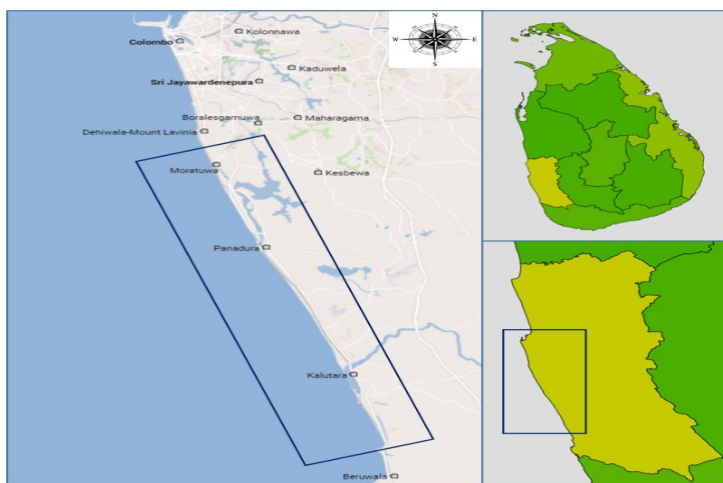 N
W E
S
Kolonnawa
Colombo
Kaduwela
Sri Jayawardenepura
Boralesgamuwa
Maharagama
Dehiwala-Mount Lavinia
Moratuwa
Kesbewa
Panadura
Kalutara
Beruwala